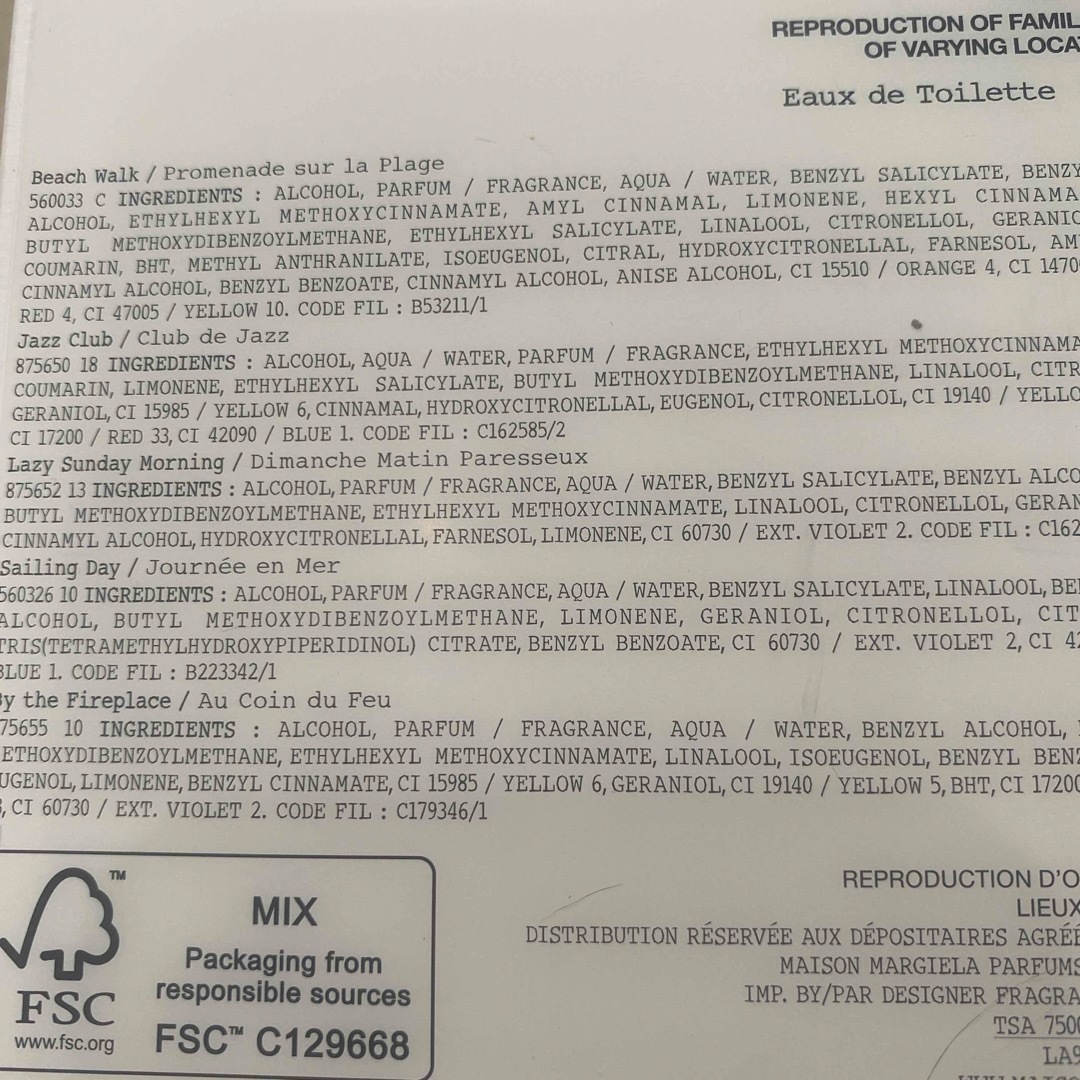 REPRODUCTION OF FAMIL
OF VARYING LOCA
Eaux de Toilette
Beach Walk / Promenade sur la Plage
560033 C INGREDIENTS : ALCOHOL, PARFUM / FRAGRANCE, AQUA / WATER, BENZYL SALICYLATE, BENZY
ALCOHOL, ETHYLHEXYL METHOXYCINNAMATE, AMYL CINNAMAL, LIMONENE, HEXYL CINNAMA
BUTYL METHOXYDIBENZOYLMETHANE, ETHYLHEXYL SALICYLATE, LINALOOL, CITRONELLOL, GERANIO
COUMARIN, BHT, METHYL ANTHRANILATE, ISOEUGENOL, CITRAL, HYDROXYCITRONELLAL, FARNESOL, AM
CINNAMYL ALCOHOL, BENZYL BENZOATE, CINNAMYL ALCOHOL, ANISE ALCOHOL, CI 15510 / ORANGE 4, CI 1470
RED 4, CI 47005 / YELLOW 10. CODE FIL : B53211/1
Jazz Club / Club de Jazz
875650 18 INGREDIENTS : ALCOHOL, AQUA / WATER, PARFUM / FRAGRANCE, ETHYLHEXYL METHOXYCINNAMA
COUMARIN, LIMONENE, ETHYLHEXYL SALICYLATE, BUTYL METHOXYDIBENZOYLMETHANE, LINALOOL, CITR
GERANIOL, CI 15985 / YELLOW 6, CINNAMAL, HYDROXYCITRONELLAL, EUGENOL, CITRONELLOL, CI 19140 / YELLO
CI 17200 / RED 33, CI 42090 / BLUE 1. CODE FIL : C162585/2
Lazy Sunday Morning / Dimanche Matin Paresseux
875652 13 INGREDIENTS : ALCOHOL, PARFUM / FRAGRANCE, AQUA / WATER, BENZYL SALICYLATE, BENZYL ALCO
BUTYL METHOXYDIBENZOYLMETHANE, ETHYLHEXYL METHOXYCINNAMATE, LINALOOL, CITRONELLOL, GERAN
CINNAMYL ALCOHOL, HYDROXYCITRONELLAL, FARNESOL, LIMONENE, CI 60730 / EXT. VIOLET 2. CODE FIL : C162
Sailing Day / Journée en Mer
560326 10 INGREDIENTS : ALCOHOL, PARFUM / FRAGRANCE, AQUA / WATER, BENZYL SALICYLATE, LINALOOL, BE
ALCOHOL, BUTYL METHOXYDIBENZOYLMETHANE, LIMONENE, GERANIOL, CITRONELLOL, CIT
TRIS(TETRAMETHYLHYDROXYPIPERIDINOL) CITRATE, BENZYL BENZOATE, CI 60730 / EXT. VIOLET 2, CI 42
BLUE 1. CODE FIL : B223342/1
By the Fireplace / Au Coin du Feu
75655 10 INGREDIENTS : ALCOHOL, PARFUM / FRAGRANCE, AQUA / WATER, BENZYL ALCOHOL,
ETHOXYDIBENZOYLMETHANE, ETHYLHEXYL METHOXYCINNAMATE, LINALOOL, ISOEUGENOL, BENZYL BENZ
UGENOL, LIMONENE, BENZYL CINNAMATE, CI 15985 / YELLOW 6, GERANIOL, CI 19140 / YELLOW 5, BHT, CI 17200
, CI 60730 / EXT. VIOLET 2. CODE FIL : C179346/1
TM
FSC
www.fsc.org
MIX
Packaging from
responsible sources
FSC™ C129668
REPRODUCTION D'O
LIEUX
DISTRIBUTION RÉSERVÉE AUX DÉPOSITAIRES AGRÉÉ
MAISON MARGIELA PARFUMS
IMP. BY/PAR DESIGNER FRAGRA
TSA 7500
LA9